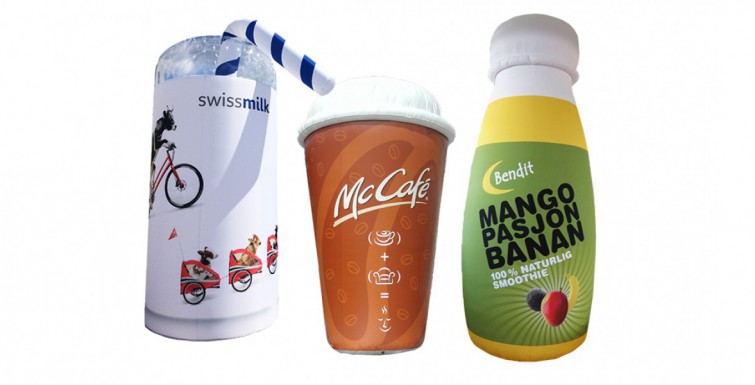 swissmilk
McCafé®
+
=
Bendit
MANGO
PASJON
BANAN
100% NATURLIG
SMOOTHIE